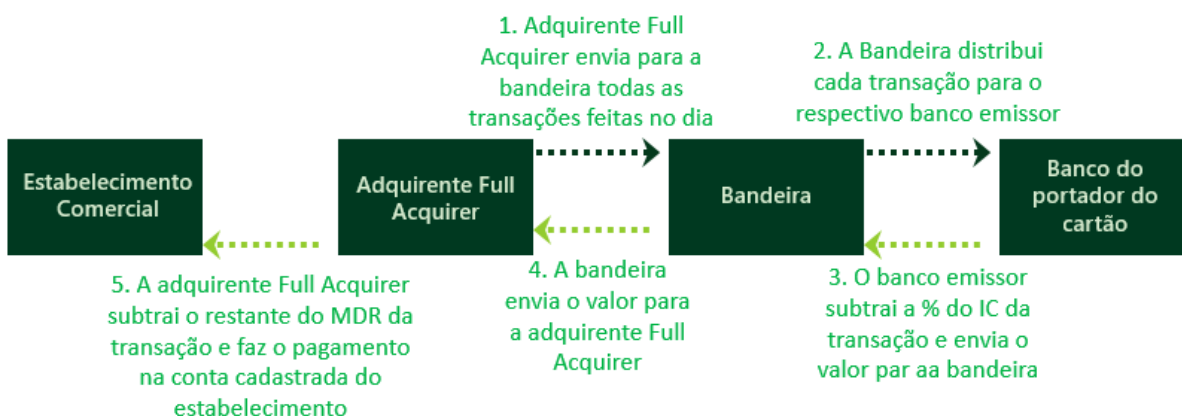 1. Adquirente Full
Acquirer envia para a
bandeira todas as
transações feitas no dia
2. A Bandeira distribui
cada transação para o
respectivo banco emissor
Estabelecimento
Comercial
Adquirente Full
Acquirer
Bandeira
Banco do
portador do
cartão
5. A adquirente Full Acquirer
subtrai o restante do MDR da
transação e faz o pagamento
na conta cadastrada do
estabelecimento
4. A bandeira
envia o valor para
a adquirente Full
Acquirer
3. O banco emissor
subtrai a % do IC da
transação e envia o
valor par aa bandeira